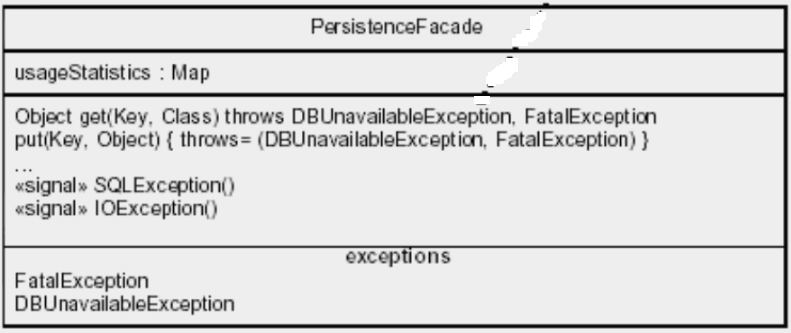 PersistenceFacade
usageStatistics : Map
Object get(Key, Class) throws DBUnavailableException, FatalException
put(Key, Object) { throws= (DBUnavailableException, FatalException) }
...
«signal» SQLException()
«signal» IOException()
exceptions
FatalException
DBUnavailableException